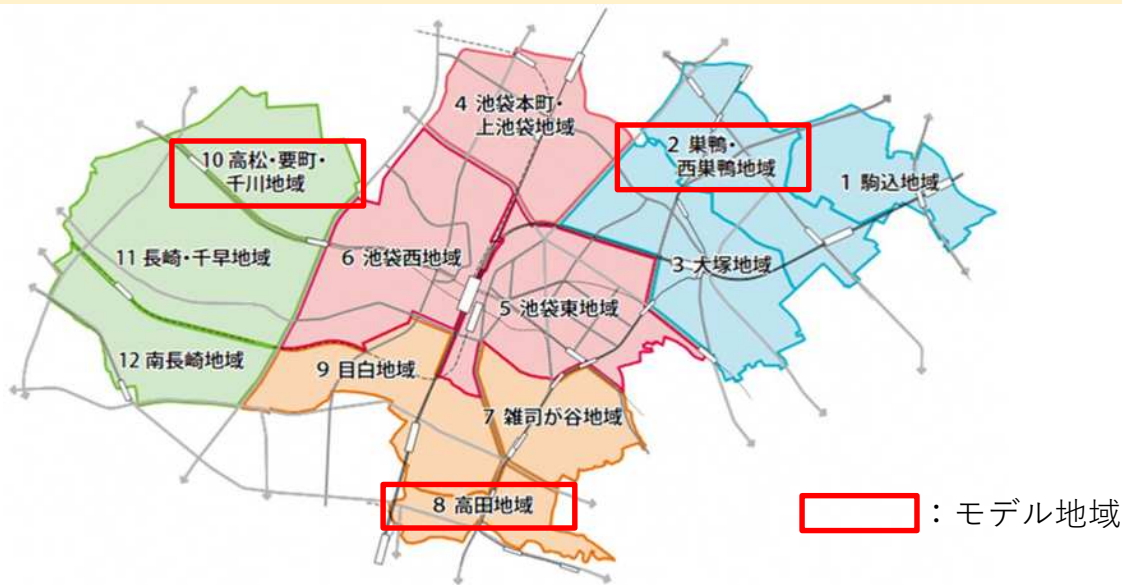 4 池袋本町・
上池袋地域
2 巣鴨・
西巣鴨地域
10 高松・要町・
千川地域
1 駒込地域
11 長崎・千早地域
6 池袋西地域
3 大塚地域
5 池袋東地域
12 南長崎地域
9 目白地域
7 雑司が谷地域
8 高田地域
：モデル地域